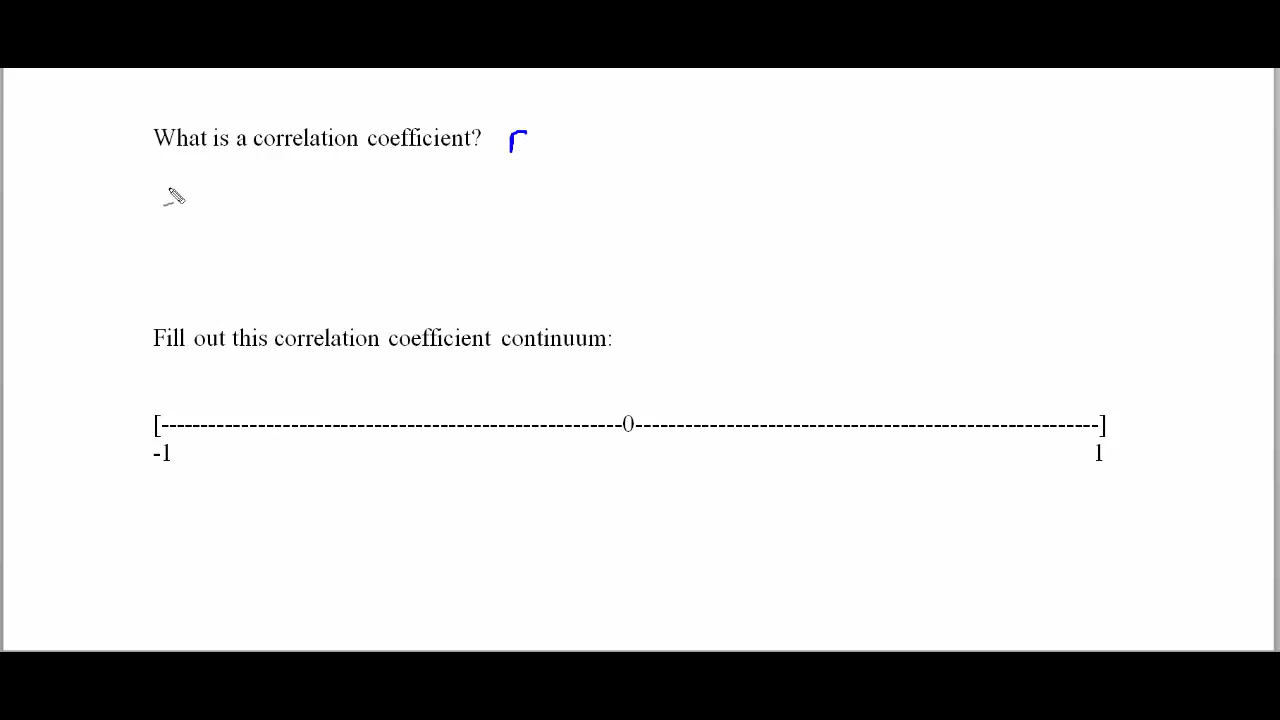 What is a correlation coefficient? r
Fill out this correlation coefficient continuum:
[------------------------------------------------------------0------------------------------------------------------------]
-1 1